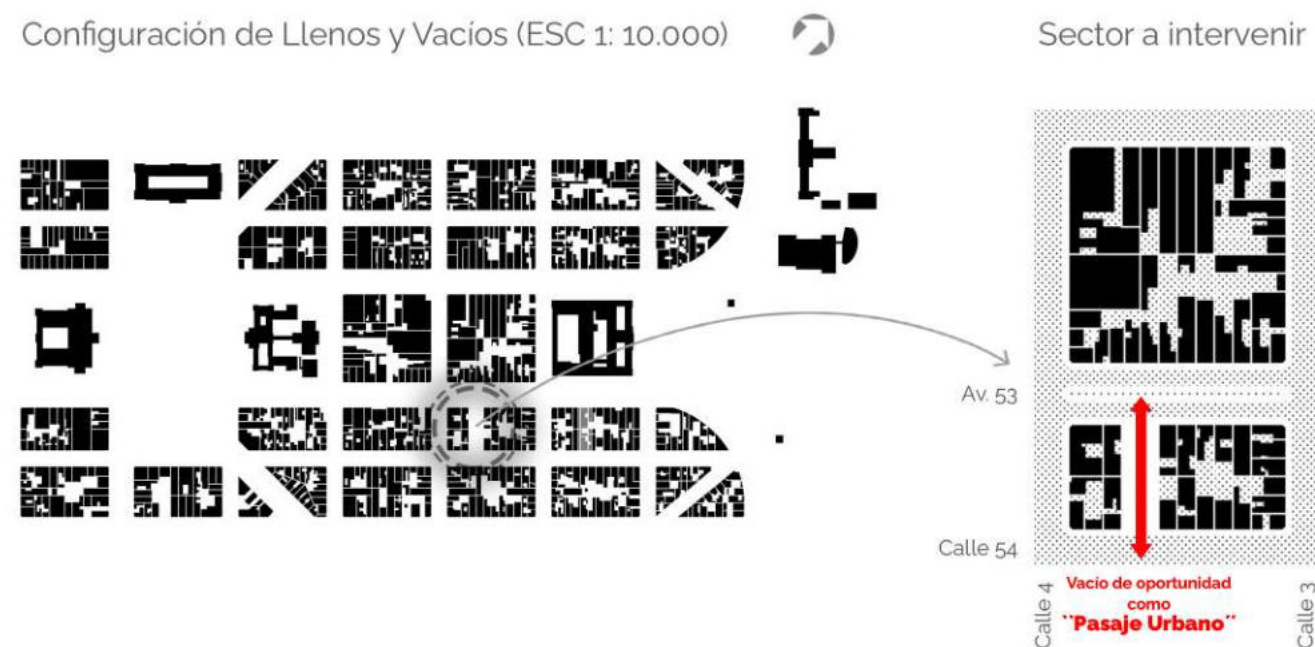 Configuración de Llenos y Vacíos (ESC 1: 10.000)
Sector a intervenir
Av. 53
Calle 54
Calle 4
Vacío de oportunidad
como
¨Pasaje Urbano¨
Calle 3